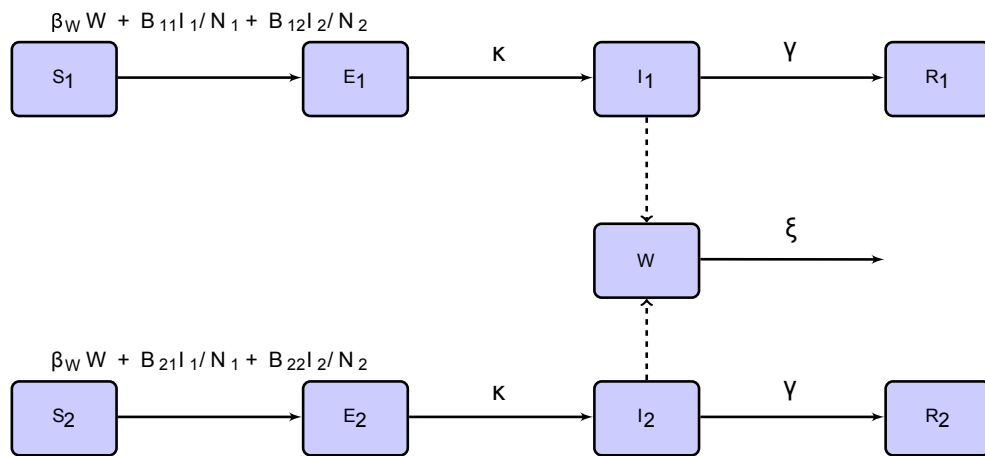 β_W W + B_11 I_1 / N_1 + B_12 I_2 / N_2
κ γ
S_1 E_1 I_1 R_1
ξ
W
β_W W + B_21 I_1 / N_1 + B_22 I_2 / N_2
κ γ
S_2 E_2 I_2 R_2